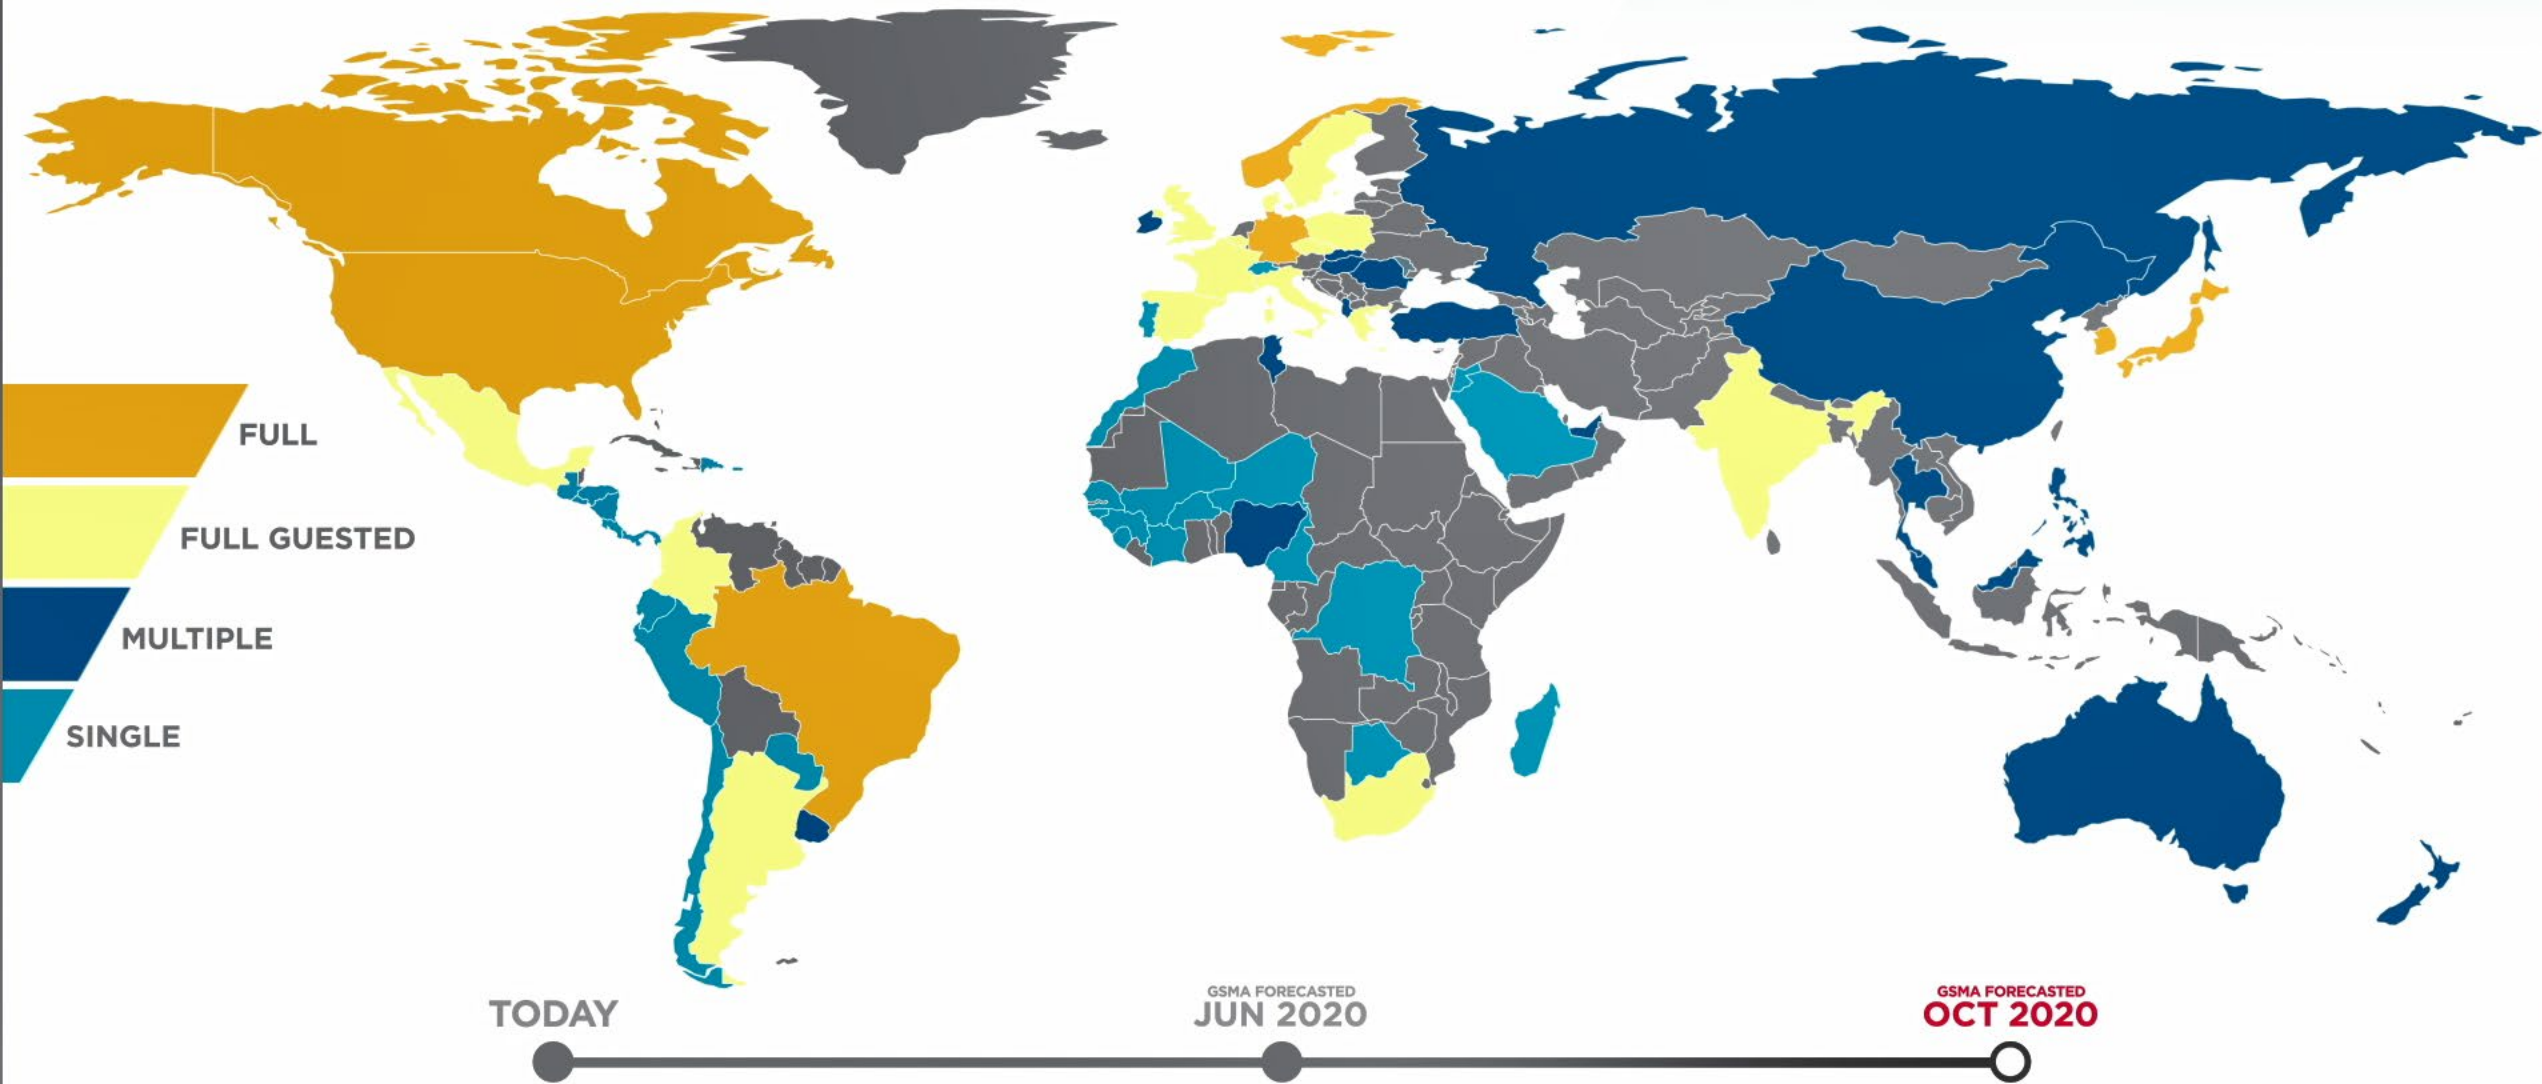 FULL
FULL GUESTED
MULTIPLE
SINGLE
TODAY
GSMA FORECASTED
JUN 2020
GSMA FORECASTED
OCT 2020